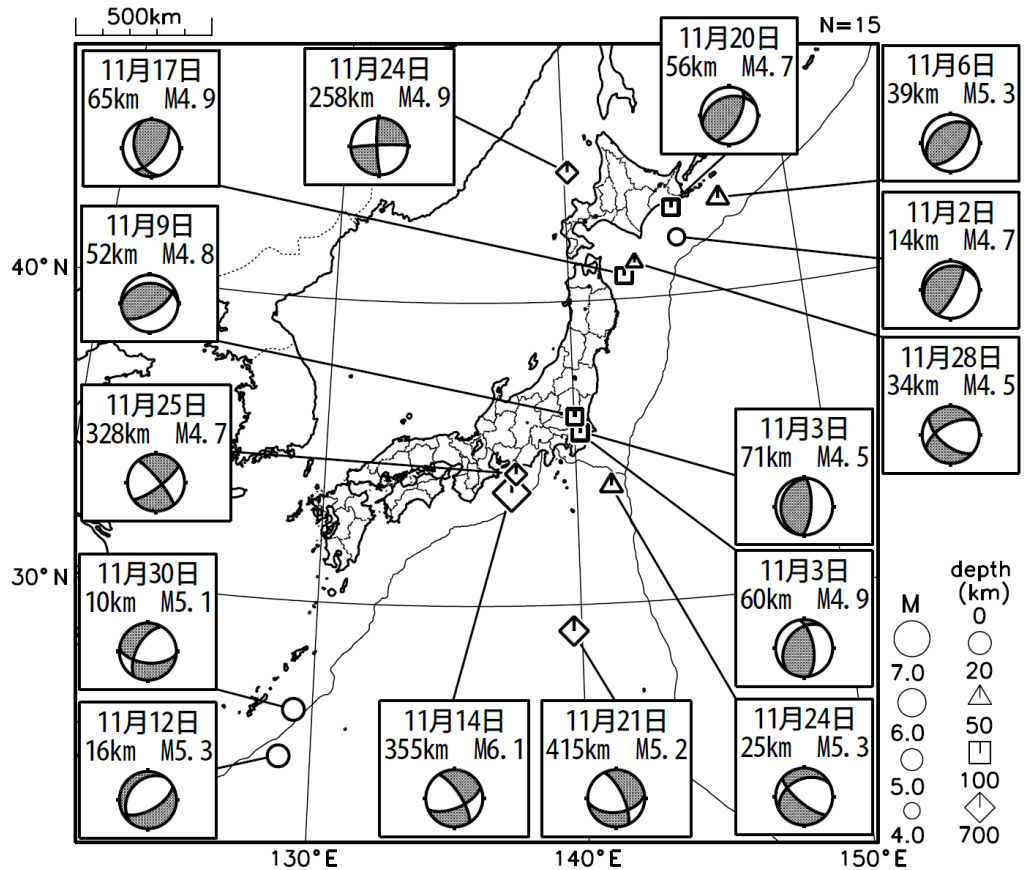 500km
N=15
11月17日
65km M4.9
11月24日
258km M4.9
11月20日
56km M4.7
11月6日
39km M5.3
11月9日
52km M4.8
11月2日
14km M4.7
40°N
11月28日
34km M4.5
11月25日
328km M4.7
11月3日
71km M4.5
11月30日
10km M5.1
11月3日
60km M4.9
30°N
11月12日
16km M5.3
11月14日
355km M6.1
11月21日
415km M5.2
11月24日
25km M5.3
M
7.0
6.0
5.0
4.0
depth
(km)
0
20
50
100
700
130°E
140°E
150°E